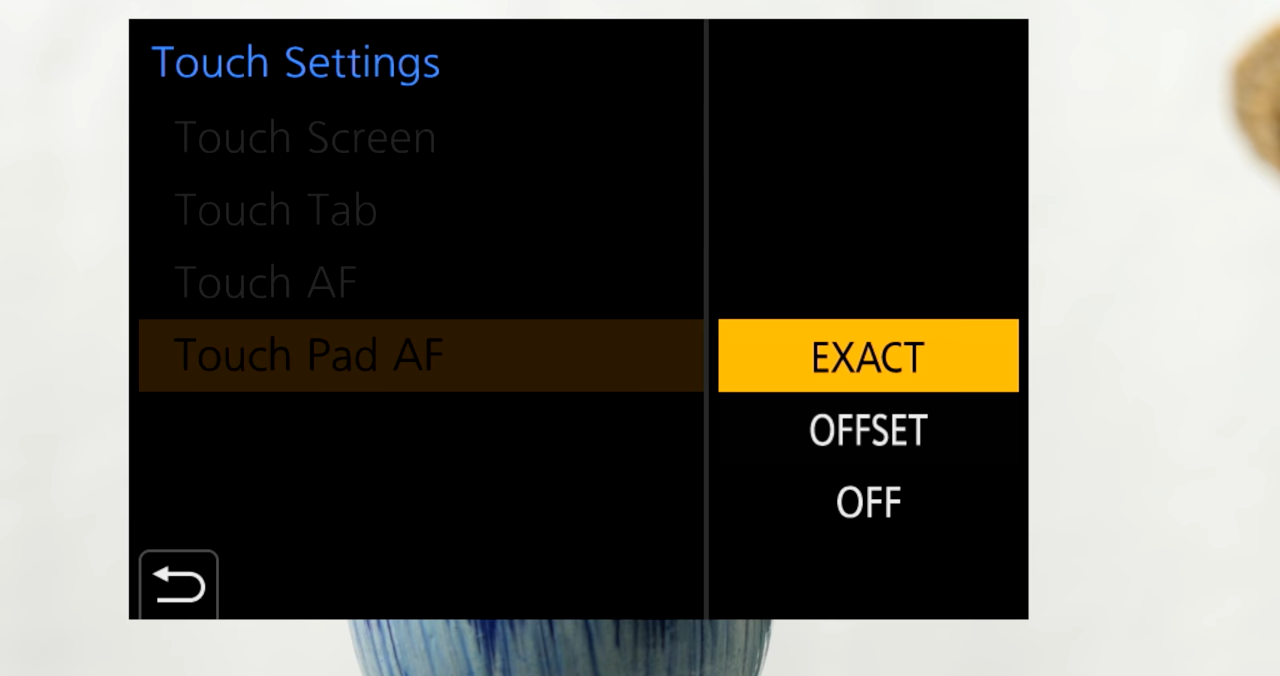 Touch Settings
Touch Screen
Touch Tab
Touch AF
Touch Pad AF
EXACT
OFFSET
OFF